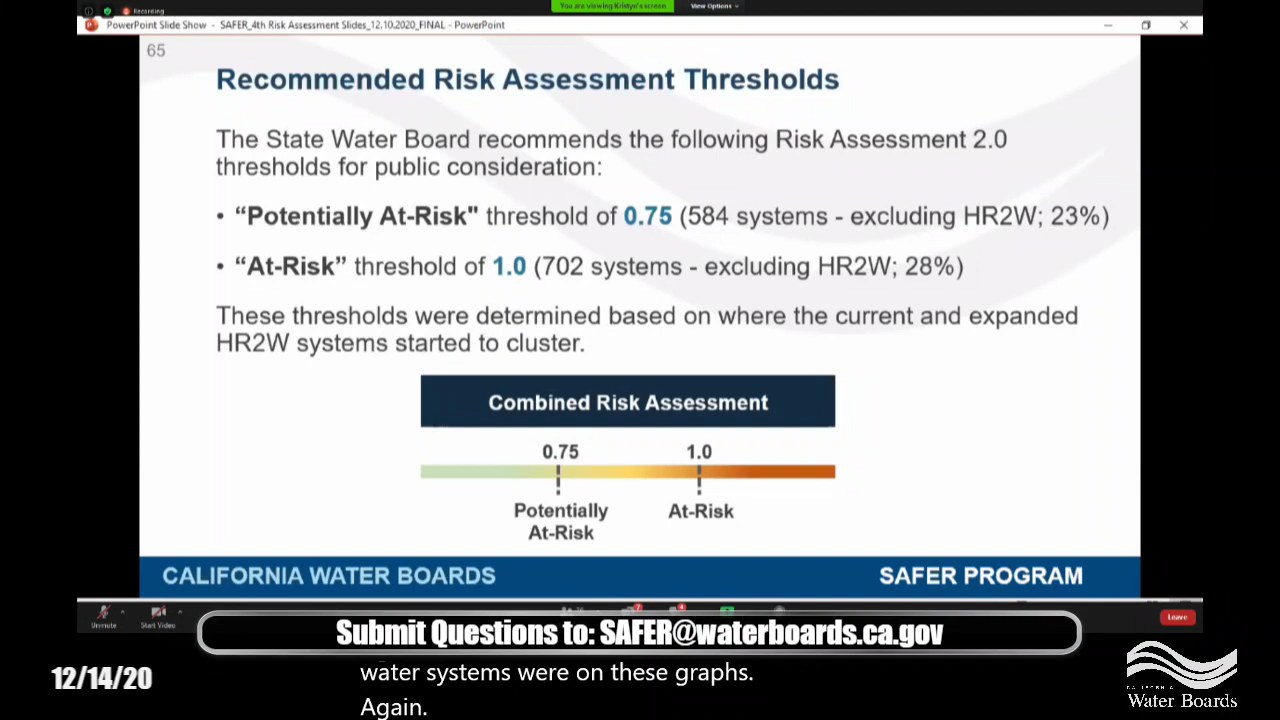 You are viewing Kristyn's screen View Options
Recording
PowerPoint Slide Show - SAFER_4th Risk Assessment Slides_12.10.2020_FINAL - PowerPoint
65
Recommended Risk Assessment Thresholds
The State Water Board recommends the following Risk Assessment 2.0
thresholds for public consideration:
• “Potentially At-Risk" threshold of 0.75 (584 systems - excluding HR2W; 23%)
• “At-Risk” threshold of 1.0 (702 systems - excluding HR2W; 28%)
These thresholds were determined based on where the current and expanded
HR2W systems started to cluster.
Combined Risk Assessment
0.75 1.0
Potentially At-Risk
At-Risk
CALIFORNIA WATER BOARDS SAFER PROGRAM
Unmute Start Video Leave
Submit Questions to: SAFER@waterboards.ca.gov
12/14/20
water systems were on these graphs.
Again.
CALIFORNIA
Water Boards